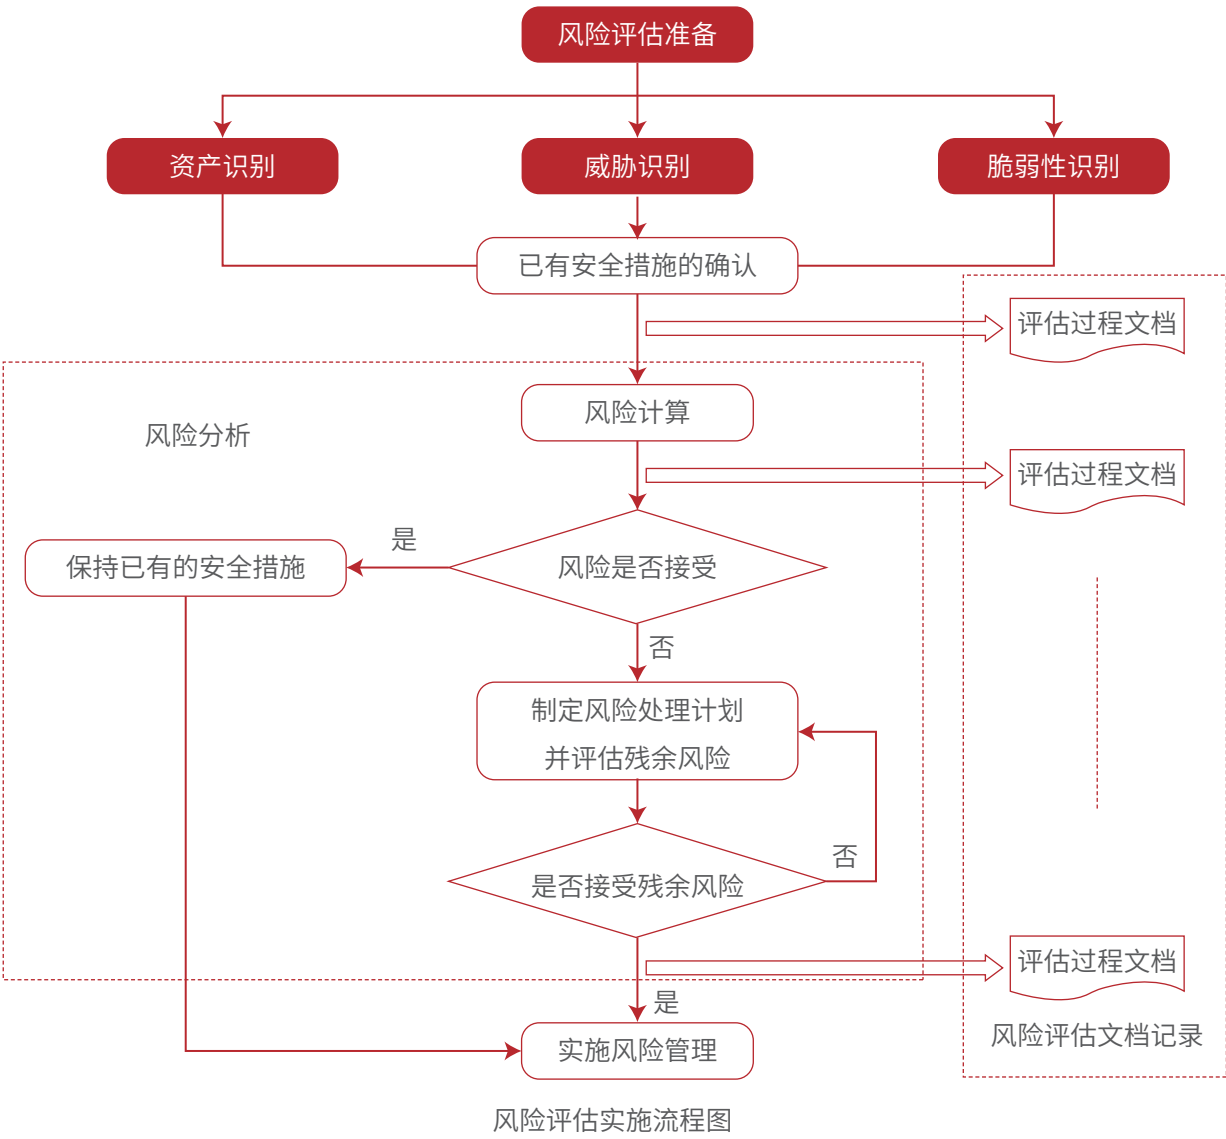 风险评估准备
资产识别
威胁识别
脆弱性识别
已有安全措施的确认
评估过程文档
风险计算
风险分析
评估过程文档
是
保持已有的安全措施
风险是否接受
否
制定风险处理计划
并评估残余风险
否
是否接受残余风险
评估过程文档
是
风险评估文档记录
实施风险管理
风险评估实施流程图